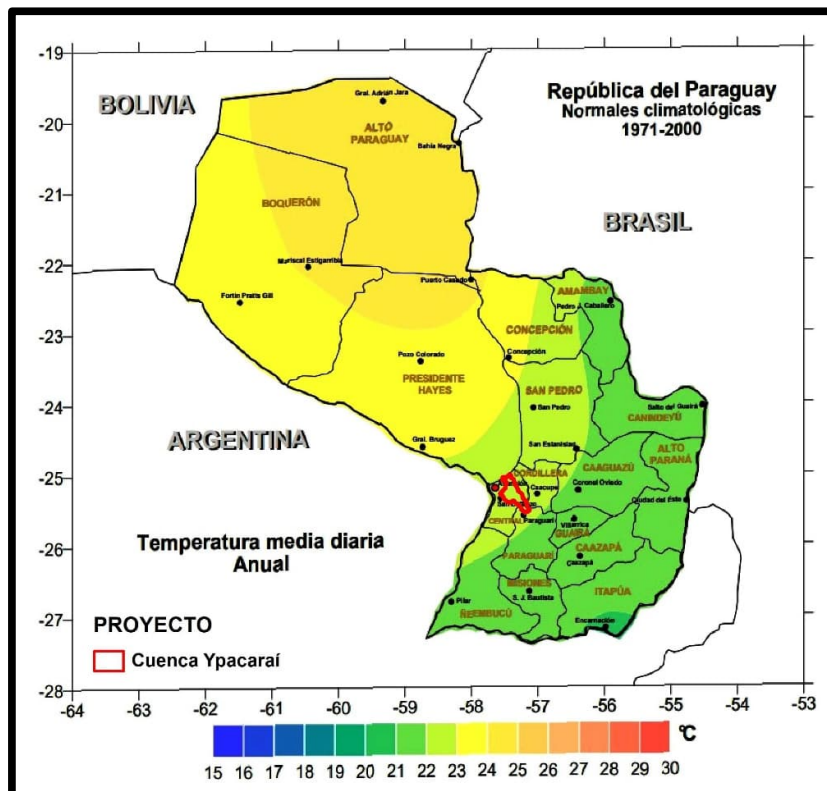 -19
-20
-21
-22
-23
-24
-25
-26
-27
-28
BOLIVIA
República del Paraguay
Normales climatológicas
1971-2000
Gral. Adrián Jara
ALTO
PARAGUAY
Bahía Negra
BOQUERÓN
BRASIL
Mariscal Estigarribia
Puerto Casado
Fortín Pratts Gill
AMAMBAY
Pedro J. Caballero
CONCEPCIÓN
Concepción
Pozo Colorado
PRESIDENTE
HAYES
SAN PEDRO
San Pedro
Salto del Guairá
CANINDEYÚ
ARGENTINA
Gral. Bruguez
San Estanislao
ALTO
PARANÁ
CORDILLERA
CAAGUAZÚ
Caacupe
Coronel Oviedo
Ciudad del Este
CENTRAL
Paraguarí
Villarrica
GUAIRÁ
Temperatura media diaria
Anual
PARAGUARÍ
CAAZAPÁ
Caazapá
MISIONES
S. J. Bautista
ITAPÚA
Pilar
ÑEEMBUCÚ
Encarnación
PROYECTO
Cuenca Ypacaraí
-64 -63 -62 -61 -60 -59 -58 -57 -56 -55 -54 -53
°C
15 16 17 18 19 20 21 22 23 24 25 26 27 28 29 30